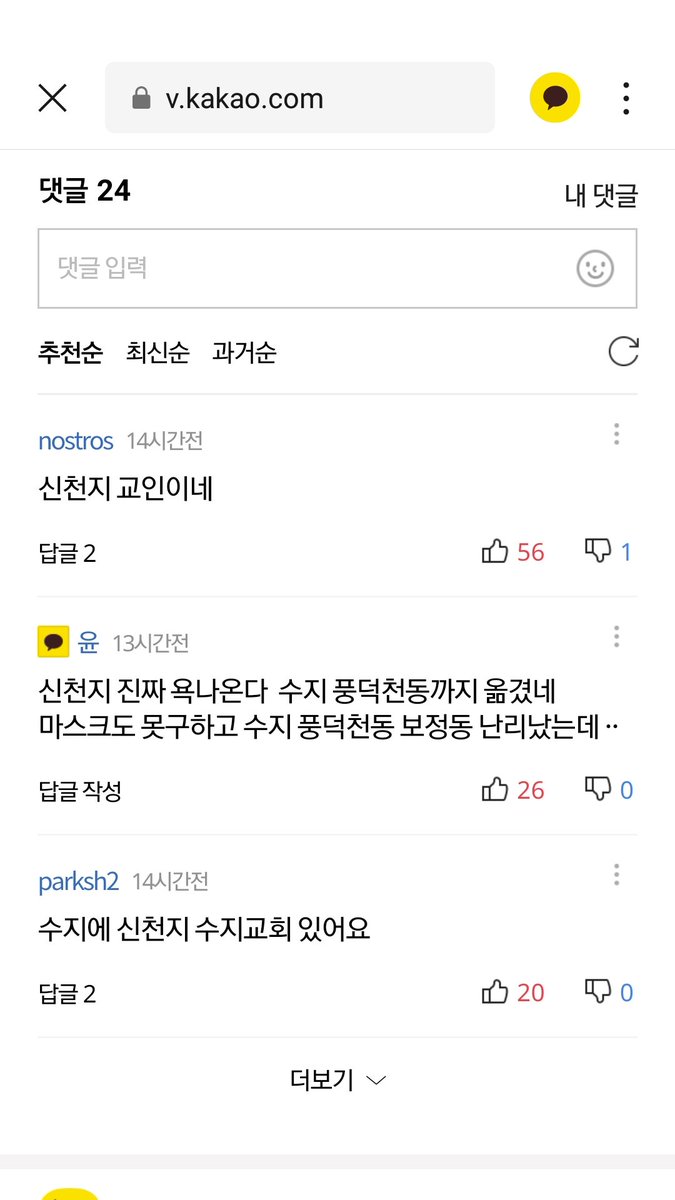 v.kakao.com
댓글 24
내 댓글
댓글 입력
추천순 최신순 과거순
nostros 14시간전
신천지 교인이네
답글 2
56 1
윤 13시간전
신천지 진짜 욕나온다 수지 풍덕천동까지 옮겼네
마스크도 못구하고 수지 풍덕천동 보정동 난리났는데 ··
답글 작성
26 0
parksh2 14시간전
수지에 신천지 수지교회 있어요
답글 2
20 0
더보기